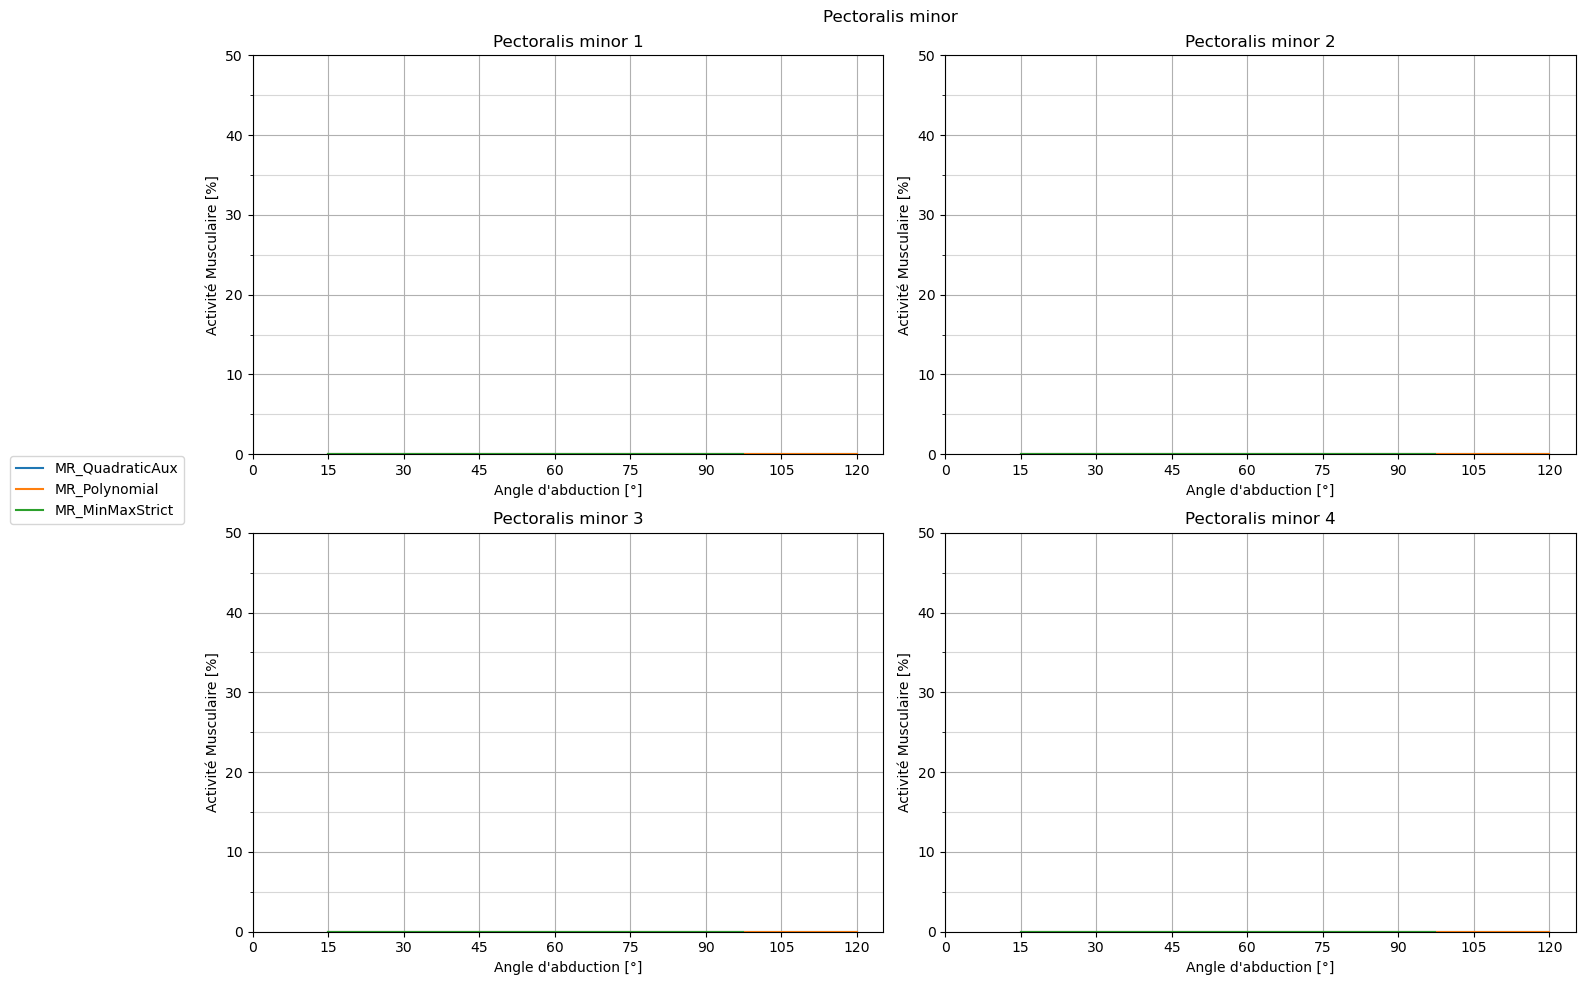 Pectoralis minor
Pectoralis minor 1
50
40
30
20
10
0
Activité Musculaire [%]
0 15 30 45 60 75 90 105 120
Angle d'abduction [°]
Pectoralis minor 2
50
40
30
20
10
0
Activité Musculaire [%]
0 15 30 45 60 75 90 105 120
Angle d'abduction [°]
MR_QuadraticAux
MR_Polynomial
MR_MinMaxStrict
Pectoralis minor 3
50
40
30
20
10
0
Activité Musculaire [%]
0 15 30 45 60 75 90 105 120
Angle d'abduction [°]
Pectoralis minor 4
50
40
30
20
10
0
Activité Musculaire [%]
0 15 30 45 60 75 90 105 120
Angle d'abduction [°]